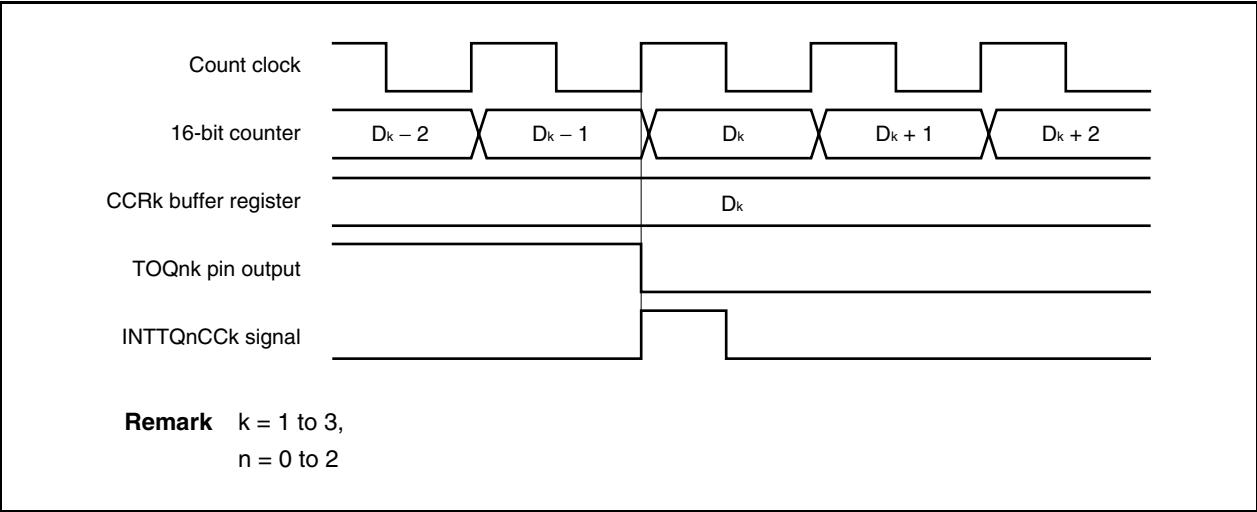 Count clock
16-bit counter
Dk − 2
Dk − 1
Dk
Dk + 1
Dk + 2
CCRk buffer register
Dk
TOQnk pin output
INTTQnCCk signal
Remark k = 1 to 3,
n = 0 to 2